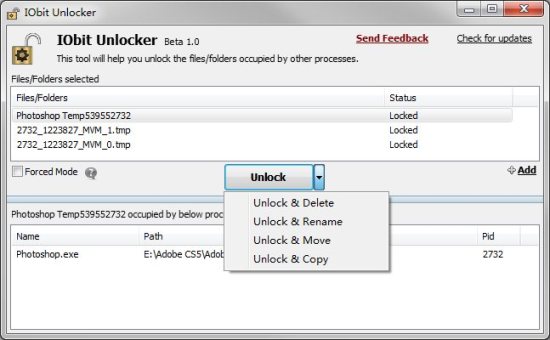 IObit Unlocker
IObit Unlocker Beta 1.0
Send Feedback
Check for updates
This tool will help you unlock the files/folders occupied by other processes.
Files/Folders selected
Files/Folders Status
Photoshop Temp539552732 Locked
2732_1223827_MVM_1.tmp Locked
2732_1223827_MVM_0.tmp Locked
Forced Mode
Unlock
Add
Unlock & Delete
Unlock & Rename
Unlock & Move
Unlock & Copy
Photoshop Temp539552732 occupied by below proc
Name Path Pid
Photoshop.exe E:\Adobe CS5\Adob 2732